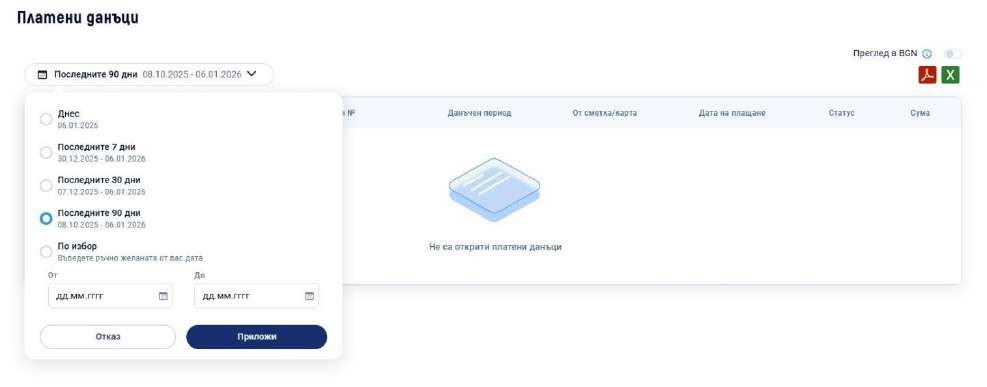 Платени данъци
Преглед в BGN
Последните 90 дни 08.10.2025 - 06.01.2026
№ Данъчен период От сметка/карта Дата на плащане Статус Сума
Днес
06.01.2026
Последните 7 дни
30.12.2025 - 06.01.2026
Последните 30 дни
07.12.2025 - 06.01.2026
Последните 90 дни
08.10.2025 - 06.01.2026
По избор
Въведете ръчно желаната от вас дата
От До
дд.мм.гггг дд.мм.гггг
Отказ Приложи
Не са открити платени данъци